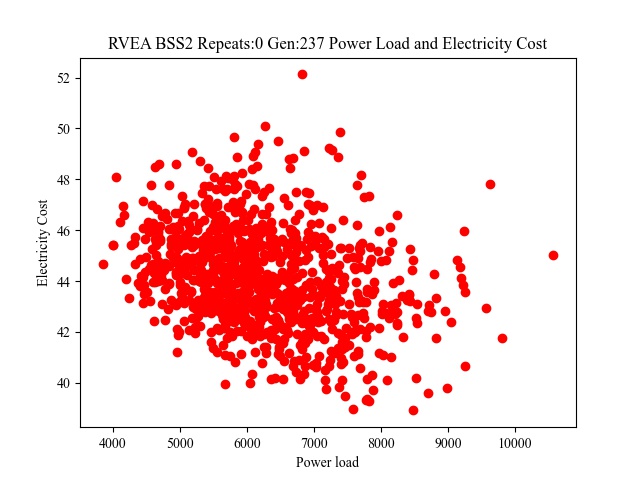 RVEA BSS2 Repeats:0 Gen:237 Power Load and Electricity Cost
52
50
48
46
44
42
40
Electricity Cost
4000 5000 6000 7000 8000 9000 10000
Power load